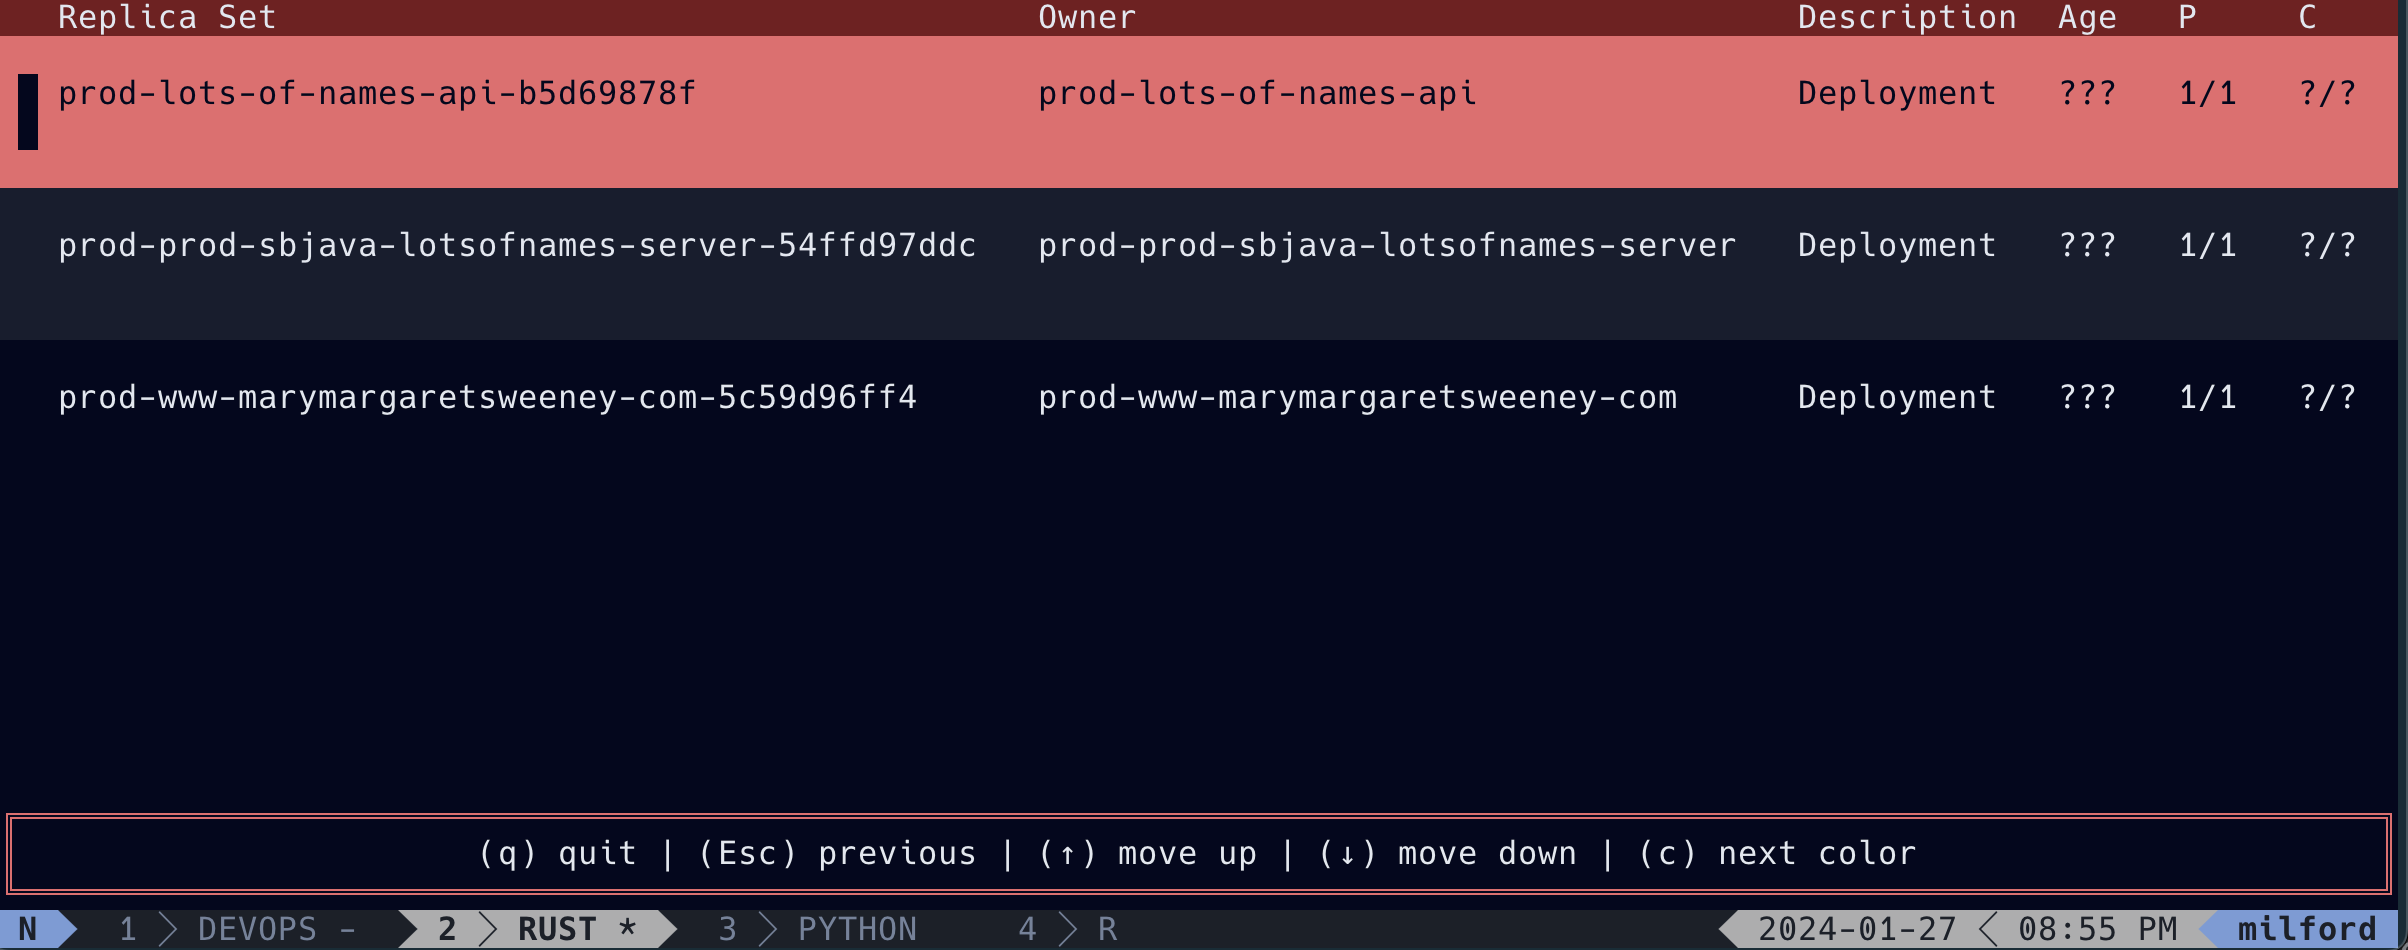 Replica Set Owner Description Age P C
prod-lots-of-names-api-b5d69878f prod-lots-of-names-api Deployment ??? 1/1 ?/?
prod-prod-sbjava-lotsofnames-server-54ffd97ddc prod-prod-sbjava-lotsofnames-server Deployment ??? 1/1 ?/?
prod-www-marymargaretsweeney-com-5c59d96ff4 prod-www-marymargaretsweeney-com Deployment ??? 1/1 ?/?
(q) quit | (Esc) previous | (↑) move up | (↓) move down | (c) next color
N 1 DEVOPS - 2 RUST * 3 PYTHON 4 R 2024-01-27 08:55 PM milford